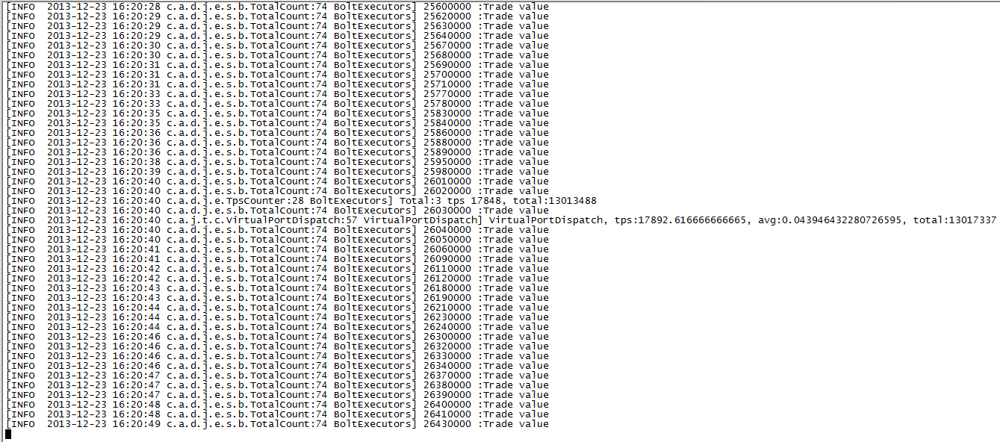 [INFO  2013-12-23 16:20:28 c.a.d.j.e.s.b.TotalCount:74 BoltExecutors] 25600000 :Trade value
[INFO  2013-12-23 16:20:29 c.a.d.j.e.s.b.TotalCount:74 BoltExecutors] 25620000 :Trade value
[INFO  2013-12-23 16:20:29 c.a.d.j.e.s.b.TotalCount:74 BoltExecutors] 25630000 :Trade value
[INFO  2013-12-23 16:20:29 c.a.d.j.e.s.b.TotalCount:74 BoltExecutors] 25640000 :Trade value
[INFO  2013-12-23 16:20:30 c.a.d.j.e.s.b.TotalCount:74 BoltExecutors] 25670000 :Trade value
[INFO  2013-12-23 16:20:30 c.a.d.j.e.s.b.TotalCount:74 BoltExecutors] 25680000 :Trade value
[INFO  2013-12-23 16:20:31 c.a.d.j.e.s.b.TotalCount:74 BoltExecutors] 25690000 :Trade value
[INFO  2013-12-23 16:20:31 c.a.d.j.e.s.b.TotalCount:74 BoltExecutors] 25700000 :Trade value
[INFO  2013-12-23 16:20:31 c.a.d.j.e.s.b.TotalCount:74 BoltExecutors] 25710000 :Trade value
[INFO  2013-12-23 16:20:33 c.a.d.j.e.s.b.TotalCount:74 BoltExecutors] 25770000 :Trade value
[INFO  2013-12-23 16:20:33 c.a.d.j.e.s.b.TotalCount:74 BoltExecutors] 25780000 :Trade value
[INFO  2013-12-23 16:20:35 c.a.d.j.e.s.b.TotalCount:74 BoltExecutors] 25830000 :Trade value
[INFO  2013-12-23 16:20:35 c.a.d.j.e.s.b.TotalCount:74 BoltExecutors] 25840000 :Trade value
[INFO  2013-12-23 16:20:36 c.a.d.j.e.s.b.TotalCount:74 BoltExecutors] 25860000 :Trade value
[INFO  2013-12-23 16:20:36 c.a.d.j.e.s.b.TotalCount:74 BoltExecutors] 25880000 :Trade value
[INFO  2013-12-23 16:20:36 c.a.d.j.e.s.b.TotalCount:74 BoltExecutors] 25890000 :Trade value
[INFO  2013-12-23 16:20:38 c.a.d.j.e.s.b.TotalCount:74 BoltExecutors] 25950000 :Trade value
[INFO  2013-12-23 16:20:39 c.a.d.j.e.s.b.TotalCount:74 BoltExecutors] 25980000 :Trade value
[INFO  2013-12-23 16:20:40 c.a.d.j.e.s.b.TotalCount:74 BoltExecutors] 26010000 :Trade value
[INFO  2013-12-23 16:20:40 c.a.d.j.e.s.b.TotalCount:74 BoltExecutors] 26020000 :Trade value
[INFO  2013-12-23 16:20:40 c.a.d.j.e.TpsCounter:28 BoltExecutors] Total:3 tps 17848, total:13013488
[INFO  2013-12-23 16:20:40 c.a.d.j.e.s.b.TotalCount:74 BoltExecutors] 26030000 :Trade value
[INFO  2013-12-23 16:20:40 c.a.j.t.c.VirtualPortDispatch:57 VirtualPortDispatch] VirtualPortDispatch, tps:17892.616666666665, avg:0.043946432280726595, total:13017337
[INFO  2013-12-23 16:20:40 c.a.d.j.e.s.b.TotalCount:74 BoltExecutors] 26040000 :Trade value
[INFO  2013-12-23 16:20:40 c.a.d.j.e.s.b.TotalCount:74 BoltExecutors] 26050000 :Trade value
[INFO  2013-12-23 16:20:41 c.a.d.j.e.s.b.TotalCount:74 BoltExecutors] 26060000 :Trade value
[INFO  2013-12-23 16:20:41 c.a.d.j.e.s.b.TotalCount:74 BoltExecutors] 26090000 :Trade value
[INFO  2013-12-23 16:20:42 c.a.d.j.e.s.b.TotalCount:74 BoltExecutors] 26110000 :Trade value
[INFO  2013-12-23 16:20:42 c.a.d.j.e.s.b.TotalCount:74 BoltExecutors] 26120000 :Trade value
[INFO  2013-12-23 16:20:43 c.a.d.j.e.s.b.TotalCount:74 BoltExecutors] 26180000 :Trade value
[INFO  2013-12-23 16:20:43 c.a.d.j.e.s.b.TotalCount:74 BoltExecutors] 26190000 :Trade value
[INFO  2013-12-23 16:20:44 c.a.d.j.e.s.b.TotalCount:74 BoltExecutors] 26210000 :Trade value
[INFO  2013-12-23 16:20:44 c.a.d.j.e.s.b.TotalCount:74 BoltExecutors] 26230000 :Trade value
[INFO  2013-12-23 16:20:44 c.a.d.j.e.s.b.TotalCount:74 BoltExecutors] 26240000 :Trade value
[INFO  2013-12-23 16:20:46 c.a.d.j.e.s.b.TotalCount:74 BoltExecutors] 26300000 :Trade value
[INFO  2013-12-23 16:20:46 c.a.d.j.e.s.b.TotalCount:74 BoltExecutors] 26320000 :Trade value
[INFO  2013-12-23 16:20:46 c.a.d.j.e.s.b.TotalCount:74 BoltExecutors] 26330000 :Trade value
[INFO  2013-12-23 16:20:46 c.a.d.j.e.s.b.TotalCount:74 BoltExecutors] 26340000 :Trade value
[INFO  2013-12-23 16:20:47 c.a.d.j.e.s.b.TotalCount:74 BoltExecutors] 26370000 :Trade value
[INFO  2013-12-23 16:20:47 c.a.d.j.e.s.b.TotalCount:74 BoltExecutors] 26380000 :Trade value
[INFO  2013-12-23 16:20:47 c.a.d.j.e.s.b.TotalCount:74 BoltExecutors] 26390000 :Trade value
[INFO  2013-12-23 16:20:48 c.a.d.j.e.s.b.TotalCount:74 BoltExecutors] 26400000 :Trade value
[INFO  2013-12-23 16:20:48 c.a.d.j.e.s.b.TotalCount:74 BoltExecutors] 26410000 :Trade value
[INFO  2013-12-23 16:20:49 c.a.d.j.e.s.b.TotalCount:74 BoltExecutors] 26430000 :Trade value